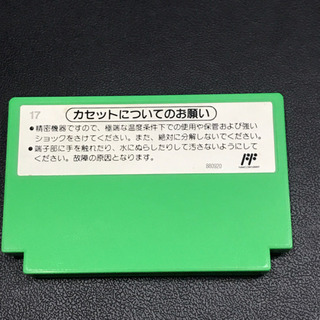 17
カセットについてのお願い
●精密機器ですので、極端な温度条件下での使用や保管および強い
ショックをさけてください。また、絶対に分解しないでください。
●端子部に手を触れたり、水にぬらしたりして汚さないようにして
ください。故障の原因となります。